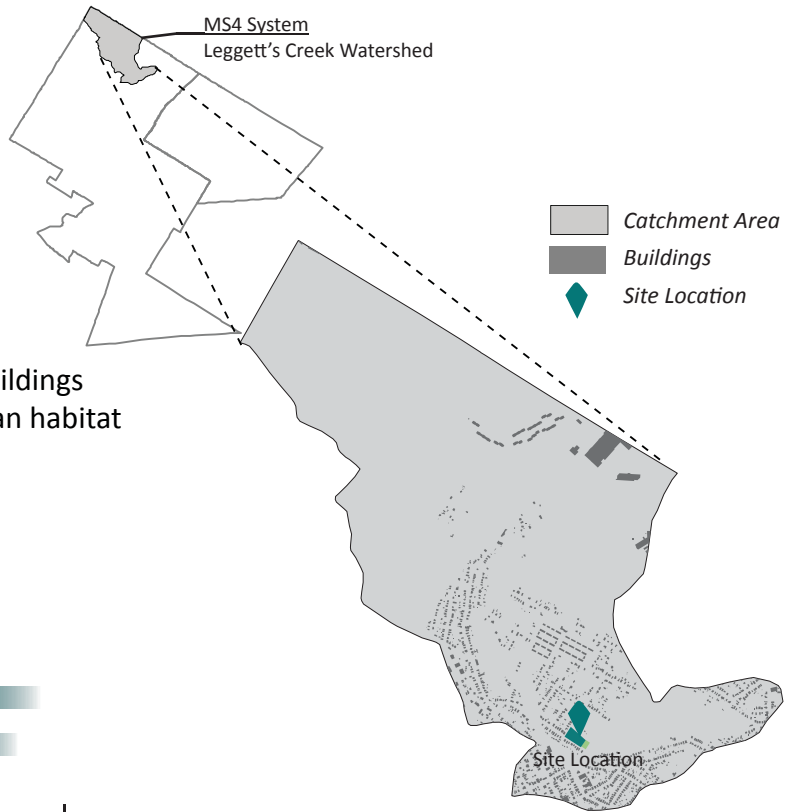 MS4 System
Leggett's Creek Watershed
Catchment Area
Buildings
Site Location
ildings
an habitat
Site Location